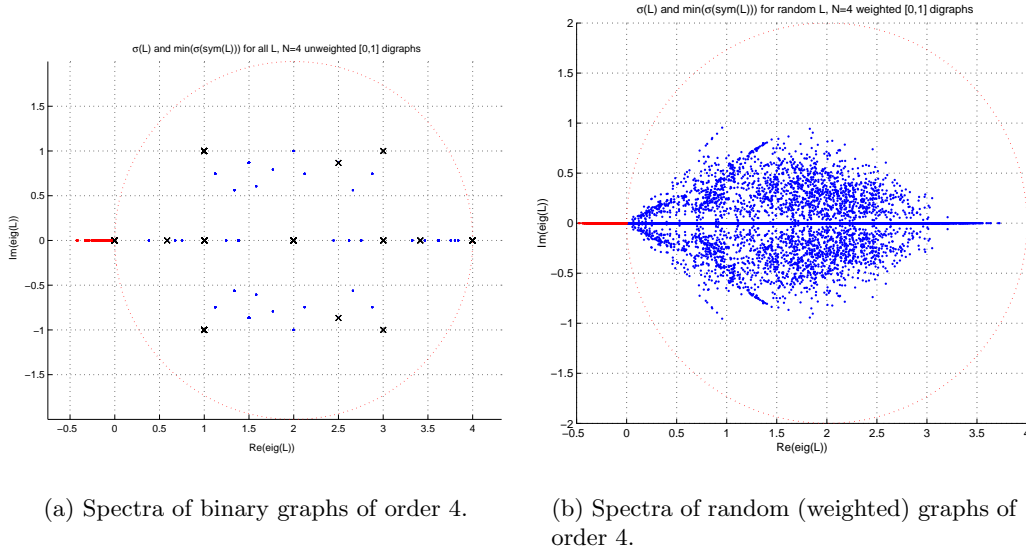 σ(L) and min(σ(sym(L))) for all L, N=4 unweighted [0,1] digraphs
1.5
1
0.5
0
−0.5
−1
−1.5
Im(eig(L))
−0.5 0 0.5 1 1.5 2 2.5 3 3.5 4
Re(eig(L))
(a) Spectra of binary graphs of order 4.
σ(L) and min(σ(sym(L))) for random L, N=4 weighted [0,1] digraphs
2
1.5
1
0.5
0
−0.5
−1
−1.5
−2
Im(eig(L))
−0.5 0 0.5 1 1.5 2 2.5 3 3.5 4
Re(eig(L))
(b) Spectra of random (weighted) graphs of
order 4.